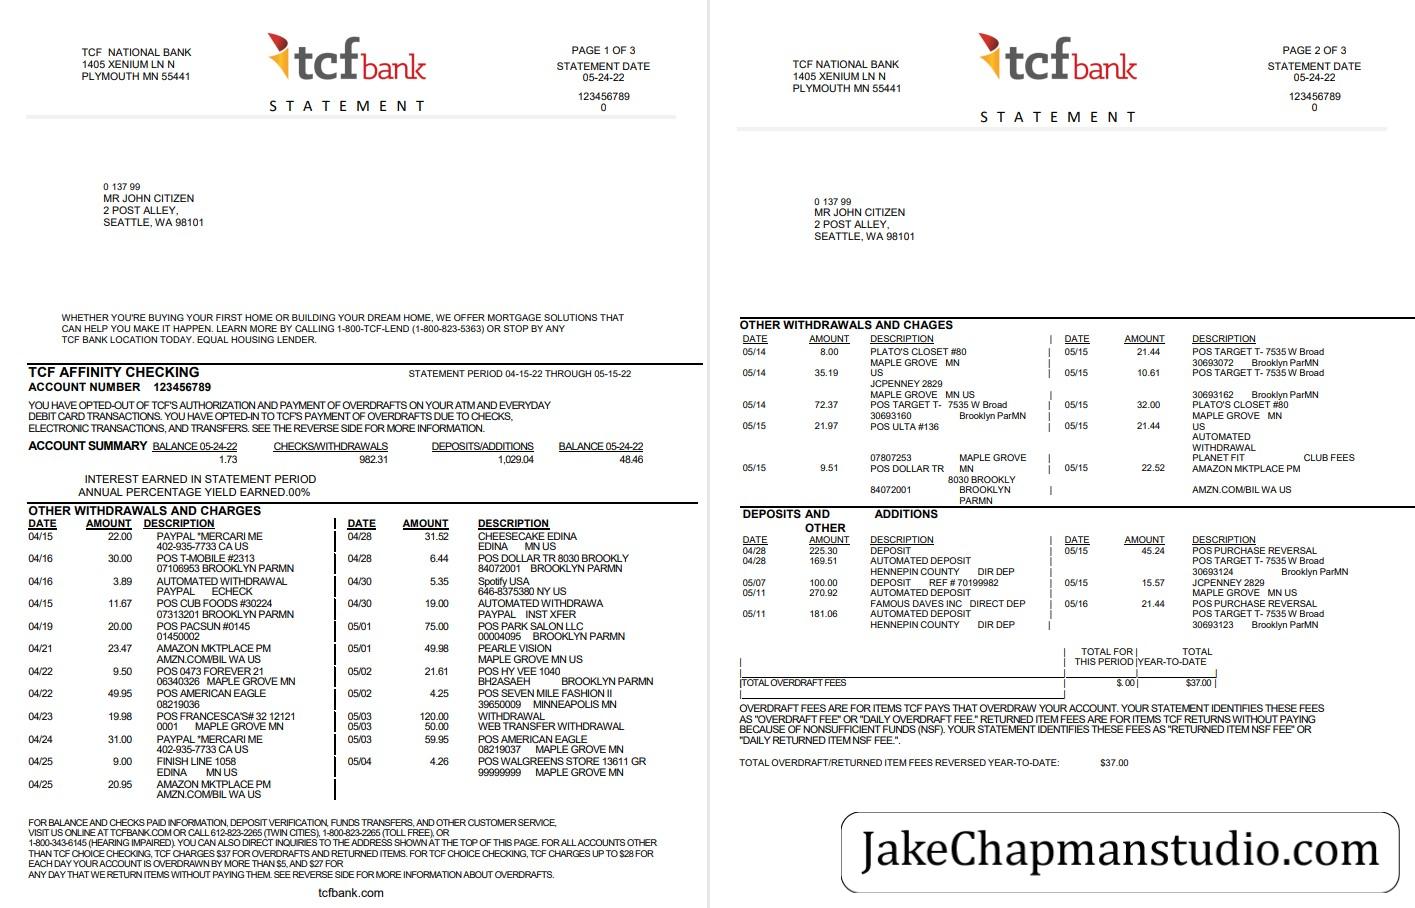 TCF NATIONAL BANK
1405 XENIUM LN N
PLYMOUTH MN 55441
tcfbank
STATEMENT
PAGE 1 OF 3
STATEMENT DATE
05-24-22
123456789
0
0 137 99
MR JOHN CITIZEN
2 POST ALLEY,
SEATTLE, WA 98101
WHETHER YOU'RE BUYING YOUR FIRST HOME OR BUILDING YOUR DREAM HOME, WE OFFER MORTGAGE SOLUTIONS THAT
CAN HELP YOU MAKE IT HAPPEN. LEARN MORE BY CALLING 1-800-TCF-LEND (1-800-823-5363) OR STOP BY ANY
TCF BANK LOCATION TODAY. EQUAL HOUSING LENDER.
TCF AFFINITY CHECKING STATEMENT PERIOD 04-15-22 THROUGH 05-15-22
ACCOUNT NUMBER 123456789
YOU HAVE OPTED-OUT OF TCF'S AUTHORIZATION AND PAYMENT OF OVERDRAFTS ON YOUR ATM AND EVERYDAY
DEBIT CARD TRANSACTIONS. YOU HAVE OPTED-IN TO TCF'S PAYMENT OF OVERDRAFTS DUE TO CHECKS,
ELECTRONIC TRANSACTIONS, AND TRANSFERS. SEE THE REVERSE SIDE FOR MORE INFORMATION.
ACCOUNT SUMMARY BALANCE 05-24-22 CHECKS/WITHDRAWALS DEPOSITS/ADDITIONS BALANCE 05-24-22
1.73 982.31 1,029.04 48.46
INTEREST EARNED IN STATEMENT PERIOD
ANNUAL PERCENTAGE YIELD EARNED.00%
OTHER WITHDRAWALS AND CHARGES
DATE AMOUNT DESCRIPTION
04/15 22.00 PAYPAL *MERCARI ME
402-935-7733 CA US
04/16 30.00 POS T-MOBILE #2313
07106953 BROOKLYN PARMN
04/16 3.89 AUTOMATED WITHDRAWAL
PAYPAL ECHECK
04/15 11.67 POS CUB FOODS #30224
07313201 BROOKLYN PARMN
04/19 20.00 POS PACSUN #0145
01450002
04/21 23.47 AMAZON MKTPLACE PM
AMZN.COM/BIL WA US
04/22 9.50 POS 0473 FOREVER 21
06340326 MAPLE GROVE MN
04/22 49.95 POS AMERICAN EAGLE
08219036
04/23 19.98 POS FRANCESCA'S# 32 12121
0001 MAPLE GROVE MN
04/24 31.00 PAYPAL *MERCARI ME
402-935-7733 CA US
04/25 9.00 FINISH LINE 1058
EDINA MN US
04/25 20.95 AMAZON MKTPLACE PM
AMZN.COM/BIL WA US
DATE AMOUNT DESCRIPTION
04/28 31.52 CHEESECAKE EDINA
EDINA MN US
04/28 6.44 POS DOLLAR TR 8030 BROOKLY
84072001 BROOKLYN PARMN
04/30 5.35 Spotify USA
646-8375380 NY US
04/30 19.00 AUTOMATED WITHDRAWA
PAYPAL INST XFER
05/01 75.00 POS PARK SALON LLC
00004095 BROOKLYN PARMN
05/01 49.98 PEARLE VISION
MAPLE GROVE MN US
05/02 21.61 POS HY VEE 1040
BH2ASAEH BROOKLYN PARMN
05/02 4.25 POS SEVEN MILE FASHION II
39650009 MINNEAPOLIS MN
05/03 120.00 WITHDRAWAL
05/03 50.00 WEB TRANSFER WITHDRAWAL
05/03 59.95 POS AMERICAN EAGLE
08219037 MAPLE GROVE MN
05/04 4.26 POS WALGREENS STORE 13611 GR
99999999 MAPLE GROVE MN
FOR BALANCE AND CHECKS PAID INFORMATION, DEPOSIT VERIFICATION, FUNDS TRANSFERS, AND OTHER CUSTOMER SERVICE,
VISIT US ONLINE AT TCFBANK.COM OR CALL 612-823-2265 (TWIN CITIES), 1-800-823-2265 (TOLL FREE), OR
1-800-343-6145 (HEARING IMPAIRED). YOU CAN ALSO DIRECT INQUIRIES TO THE ADDRESS SHOWN AT THE TOP OF THIS PAGE. FOR ALL ACCOUNTS OTHER
THAN TCF CHOICE CHECKING, TCF CHARGES $37 FOR OVERDRAFTS AND RETURNED ITEMS. FOR TCF CHOICE CHECKING, TCF CHARGES UP TO $28 FOR
EACH DAY YOUR ACCOUNT IS OVERDRAWN BY MORE THAN $5, AND $27 FOR
ANY DAY THAT WE RETURN ITEMS WITHOUT PAYING THEM. SEE REVERSE SIDE FOR MORE INFORMATION ABOUT OVERDRAFTS.
tcfbank.com
TCF NATIONAL BANK
1405 XENIUM LN N
PLYMOUTH MN 55441
tcfbank
STATEMENT
PAGE 2 OF 3
STATEMENT DATE
05-24-22
123456789
0
0 137 99
MR JOHN CITIZEN
2 POST ALLEY,
SEATTLE, WA 98101
OTHER WITHDRAWALS AND CHAGES
DATE AMOUNT DESCRIPTION
05/14 8.00 PLATO'S CLOSET #80
MAPLE GROVE MN
05/14 35.19 US
JCPENNEY 2829
MAPLE GROVE MN US
05/14 72.37 POS TARGET T- 7535 W Broad
30693160 Brooklyn ParMN
05/15 21.97 POS ULTA #136
07807253 MAPLE GROVE
05/15 9.51 POS DOLLAR TR MN
8030 BROOKLY
84072001 BROOKLYN
PARMN
DATE AMOUNT DESCRIPTION
05/15 21.44 POS TARGET T- 7535 W Broad
30693072 Brooklyn ParMN
05/15 10.61 POS TARGET T- 7535 W Broad
30693162 Brooklyn ParMN
05/15 32.00 PLATO'S CLOSET #80
MAPLE GROVE MN
05/15 21.44 US
AUTOMATED
WITHDRAWAL
PLANET FIT CLUB FEES
05/15 22.52 AMAZON MKTPLACE PM
AMZN.COM/BIL WA US
DEPOSITS AND ADDITIONS
OTHER
DATE AMOUNT DESCRIPTION
04/28 225.30 DEPOSIT
04/28 169.51 AUTOMATED DEPOSIT
HENNEPIN COUNTY DIR DEP
05/07 100.00 DEPOSIT REF # 70199982
05/11 270.92 AUTOMATED DEPOSIT
FAMOUS DAVES INC DIRECT DEP
05/11 181.06 AUTOMATED DEPOSIT
HENNEPIN COUNTY DIR DEP
DATE AMOUNT DESCRIPTION
05/15 45.24 POS PURCHASE REVERSAL
POS TARGET T- 7535 W Broad
30693124 Brooklyn ParMN
05/15 15.57 JCPENNEY 2829
MAPLE GROVE MN US
05/16 21.44 POS PURCHASE REVERSAL
POS TARGET T- 7535 W Broad
30693123 Brooklyn ParMN
TOTAL FOR TOTAL
THIS PERIOD YEAR-TO-DATE
TOTAL OVERDRAFT FEES $.00 $37.00
OVERDRAFT FEES ARE FOR ITEMS TCF PAYS THAT OVERDRAW YOUR ACCOUNT. YOUR STATEMENT IDENTIFIES THESE FEES
AS "OVERDRAFT FEE" OR "DAILY OVERDRAFT FEE." RETURNED ITEM FEES ARE FOR ITEMS TCF RETURNS WITHOUT PAYING
BECAUSE OF NONSUFFICIENT FUNDS (NSF). YOUR STATEMENT IDENTIFIES THESE FEES AS "RETURNED ITEM NSF FEE" OR
"DAILY RETURNED ITEM NSF FEE.".
TOTAL OVERDRAFT/RETURNED ITEM FEES REVERSED YEAR-TO-DATE: $37.00
JakeChapmanstudio.com